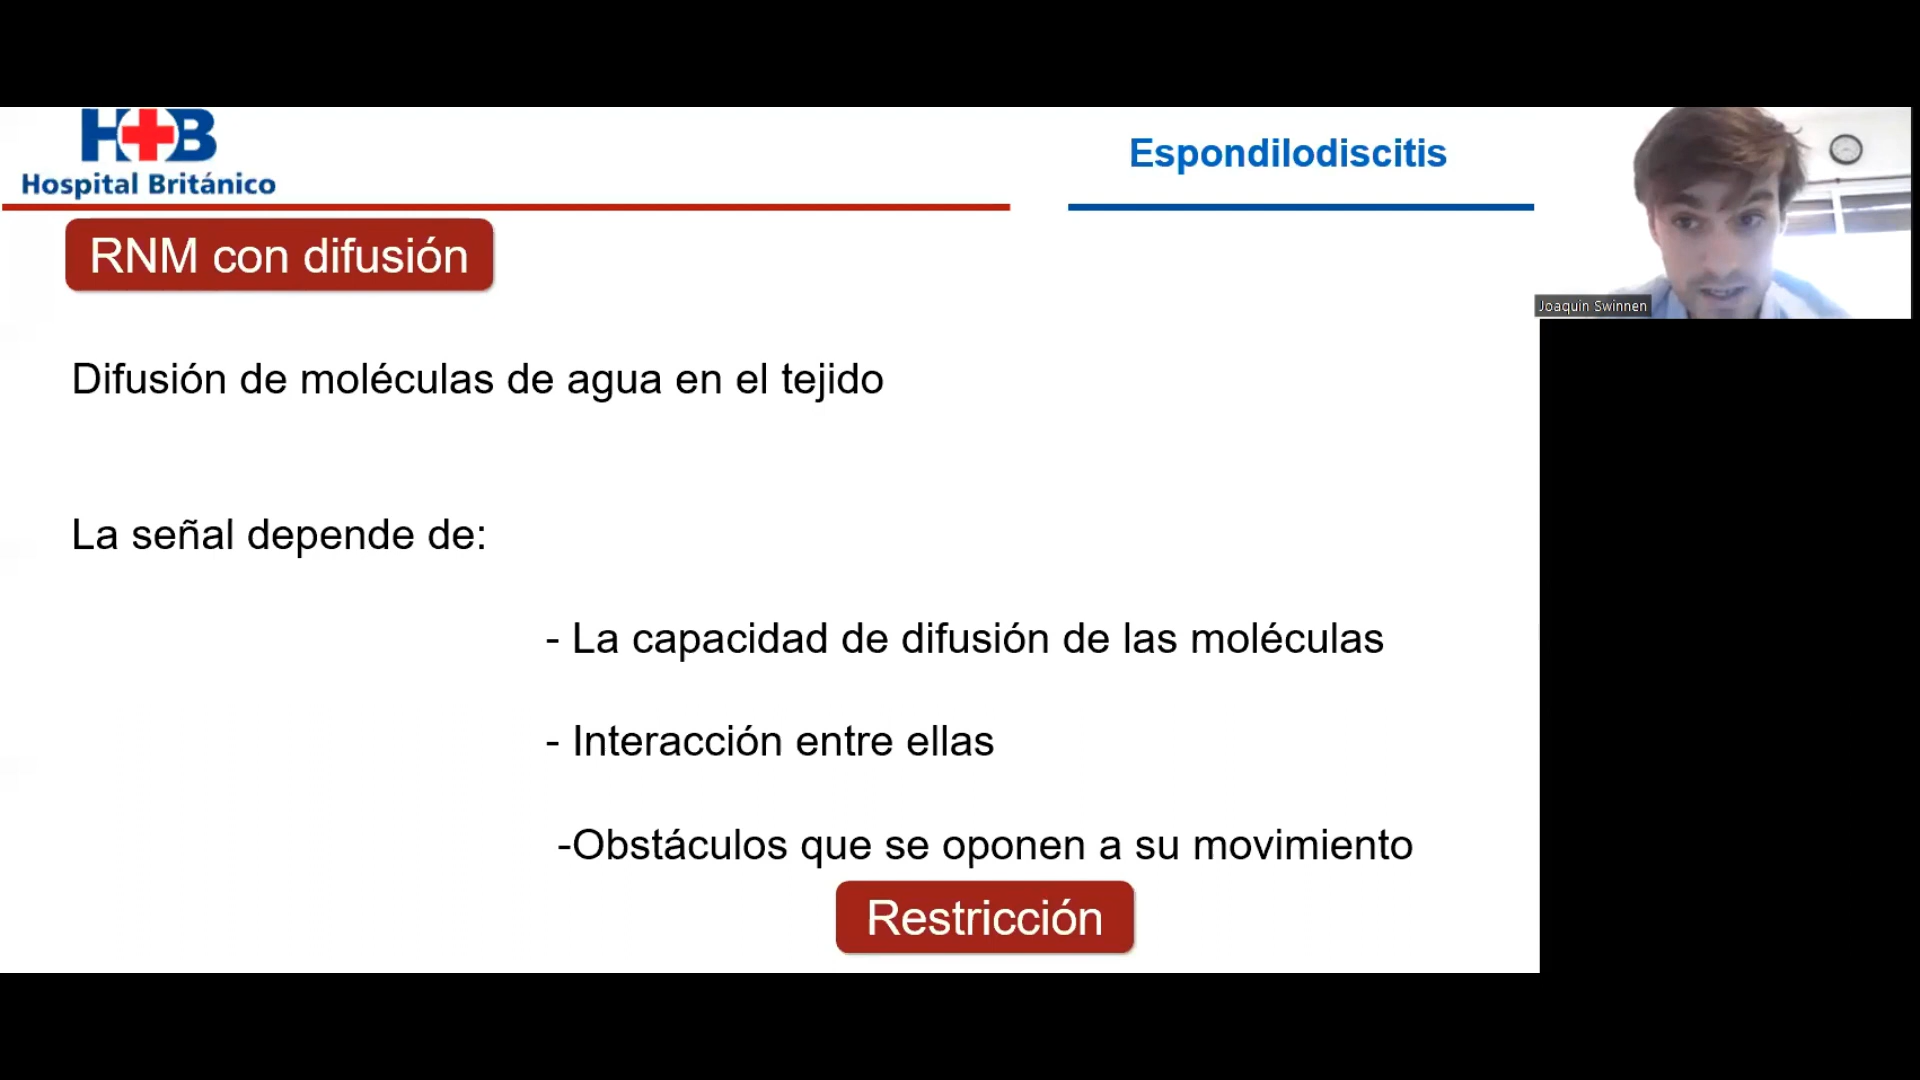 H+B
Hospital Británico
Espondilodiscitis
RNM con difusión
Joaquin Swinnen
Difusión de moléculas de agua en el tejido
La señal depende de:
- La capacidad de difusión de las moléculas
- Interacción entre ellas
-Obstáculos que se oponen a su movimiento
Restricción